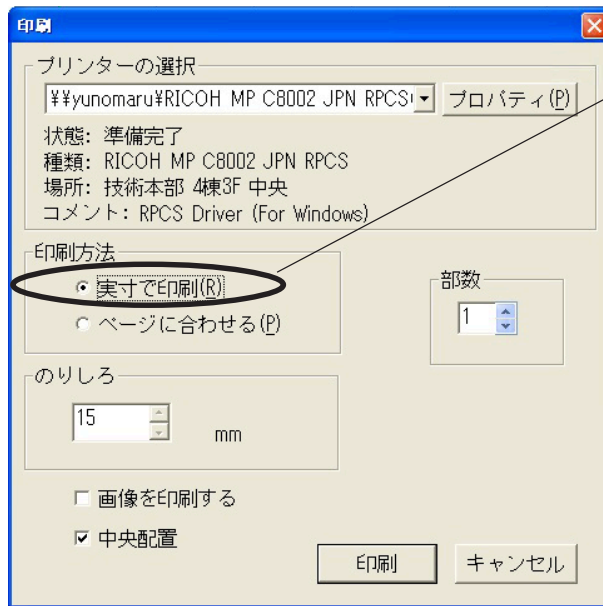 印刷
プリンターの選択
¥¥yunomaru¥RICOH MP C8002 JPN RPCS
プロパティ(P)
状態: 準備完了
種類: RICOH MP C8002 JPN RPCS
場所: 技術本部 4棟3F 中央
コメント: RPCS Driver (For Windows)
印刷方法
実寸で印刷(R)
ページに合わせる(P)
部数
1
のりしろ
15 mm
画像を印刷する
中央配置
印刷 キャンセル